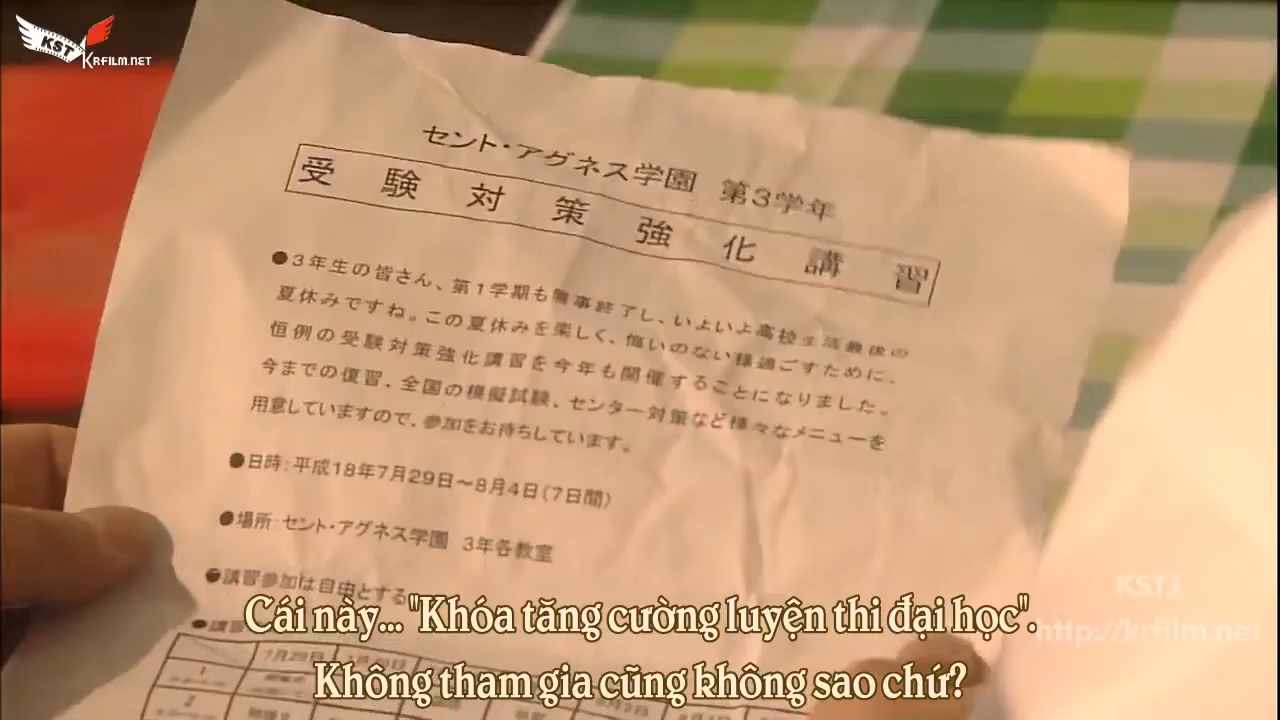 KST
KRFILM.NET
セント・アグネス学園 第3学年
受験対策強化講習
●3年生の皆さん、第1学期も無事終了し、いよいよ高校生活最後の
夏休みですね。この夏休みを楽しく、悔いのない様過ごすために、
恒例の受験対策強化講習を今年も開催することになりました。
今までの復習、全国の模擬試験、センター対策など様々なメニューを
用意していますので、参加をお待ちしています。
●日時:平成18年7月29日～8月4日(7日間)
●場所:セント・アグネス学園 3年各教室
●講習参加は自由とする
●講習
7月29日
1
2
KSTJ
http://krfilm.net
Cái này... "Khóa tăng cường luyện thi đại học".
Không tham gia cũng không sao chứ?